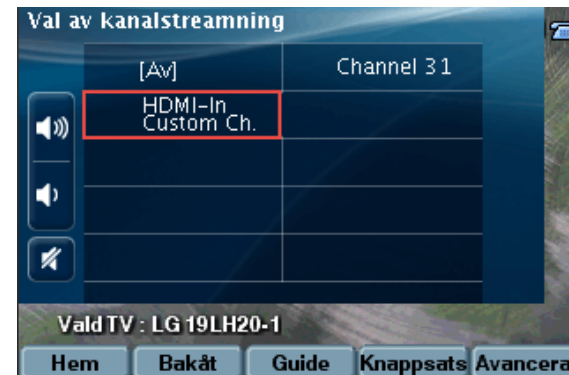 Val av kanalstreamning
[Av] Channel 31
HDMI-In
Custom Ch.
Vald TV : LG 19LH20-1
Hem Bakåt Guide Knappsats Avancera